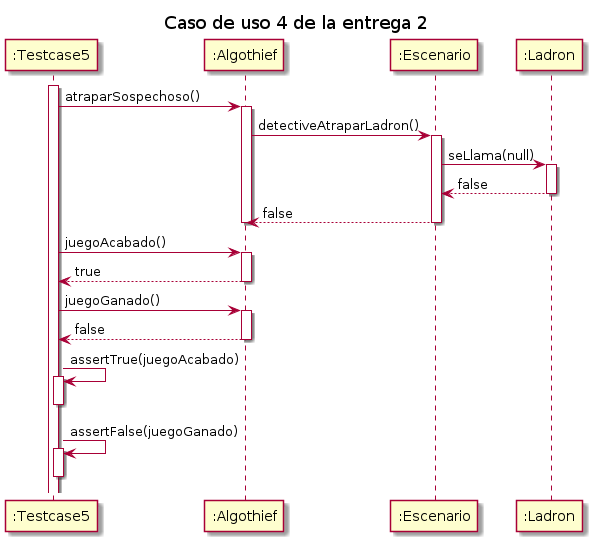 Caso de uso 4 de la entrega 2
:Testcase5
:Algothief
:Escenario
:Ladron
atraparSospechoso()
detectiveAtraparLadron()
seLlama(null)
false
false
juegoAcabado()
true
juegoGanado()
false
assertTrue(juegoAcabado)
assertFalse(juegoGanado)
:Testcase5
:Algothief
:Escenario
:Ladron